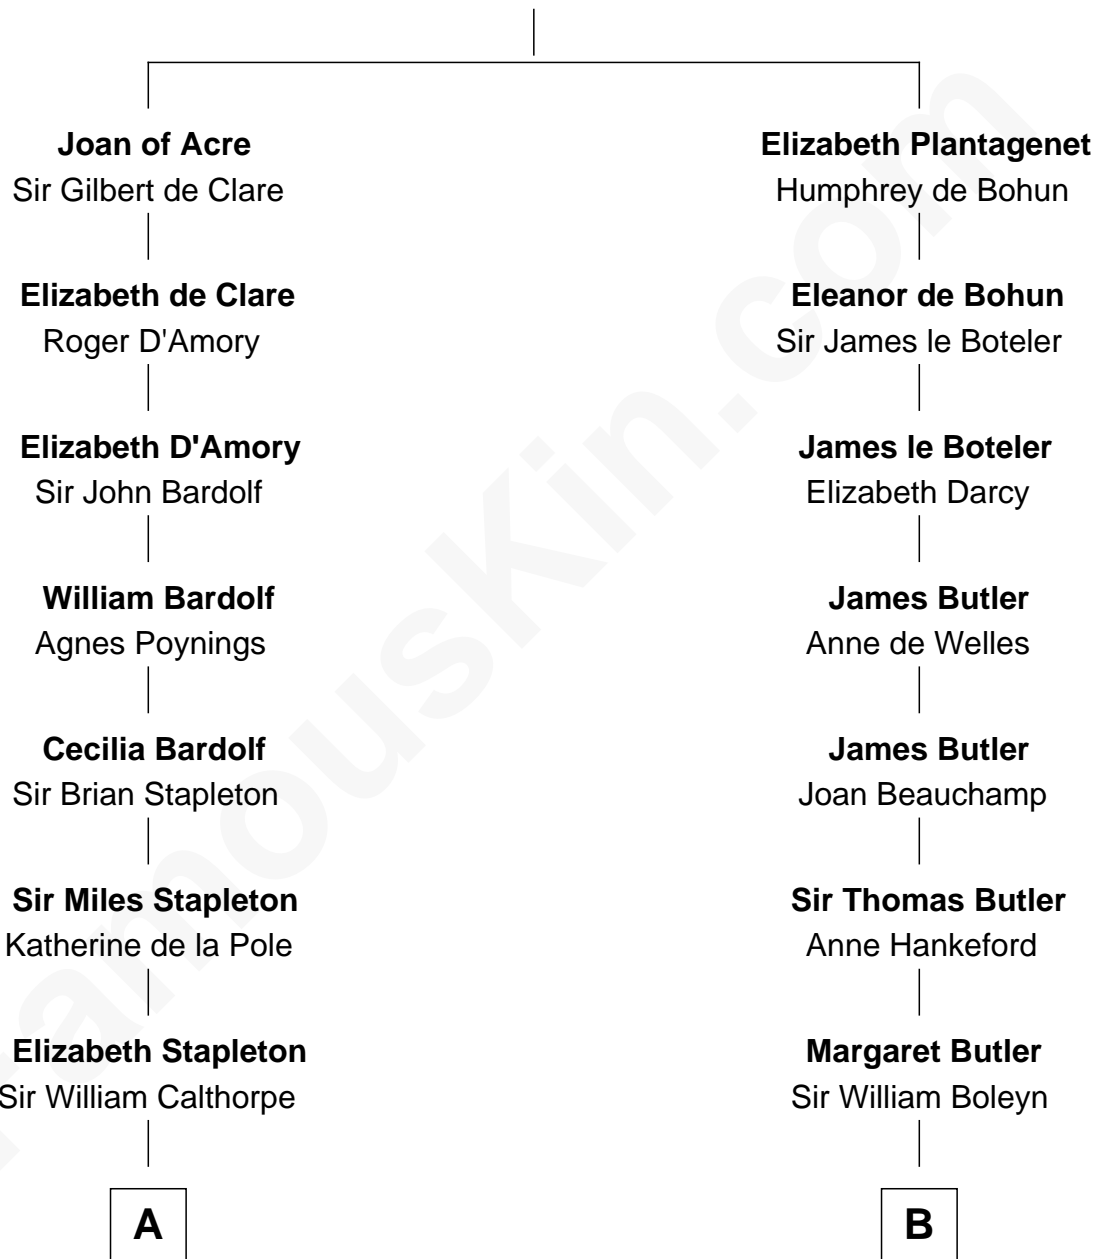 Joan of Acre
Sir Gilbert de Clare
Elizabeth Plantagenet
Humphrey de Bohun
Elizabeth de Clare
Roger D'Amory
Eleanor de Bohun
Sir James le Boteler
Elizabeth D'Amory
Sir John Bardolf
James le Boteler
Elizabeth Darcy
William Bardolf
Agnes Poynings
James Butler
Anne de Welles
Cecilia Bardolf
Sir Brian Stapleton
James Butler
Joan Beauchamp
Sir Miles Stapleton
Katherine de la Pole
Sir Thomas Butler
Anne Hankeford
Elizabeth Stapleton
Sir William Calthorpe
Margaret Butler
Sir William Boleyn
A
B
famouskin.com